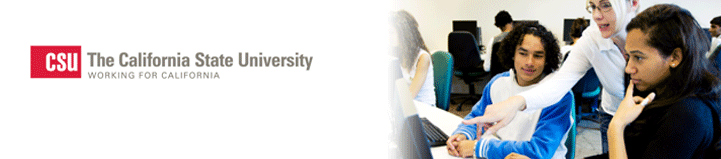 CSU The California State University
WORKING FOR CALIFORNIA